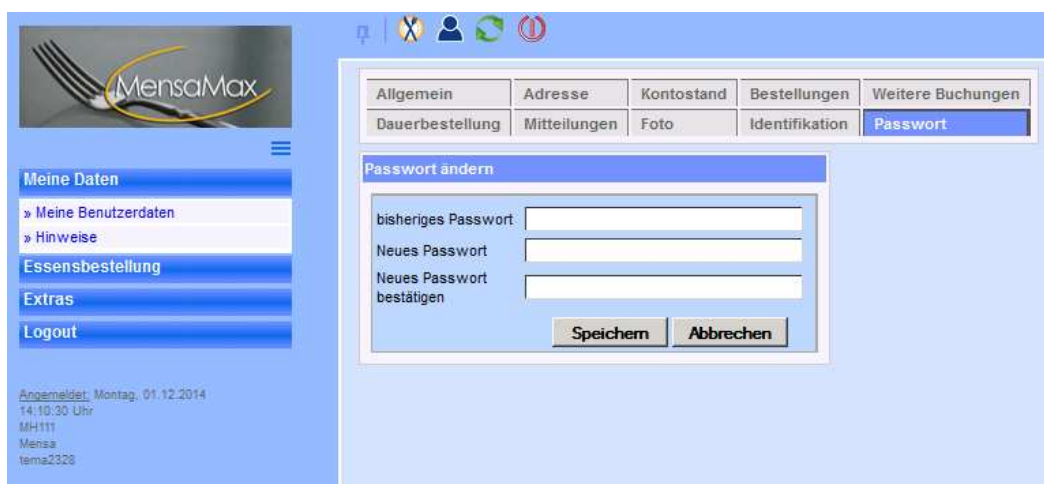 MensaMax
Allgemein Adresse Kontostand Bestellungen Weitere Buchungen
Dauerbestellung Mitteilungen Foto Identifikation Passwort
Meine Daten
» Meine Benutzerdaten
» Hinweise
Essensbestellung
Extras
Logout
Angemeldet: Montag, 01.12.2014
14:10:30 Uhr
MH111
Mensa
tema2328
Passwort ändern
bisheriges Passwort
Neues Passwort
Neues Passwort
bestätigen
Speichern Abbrechen